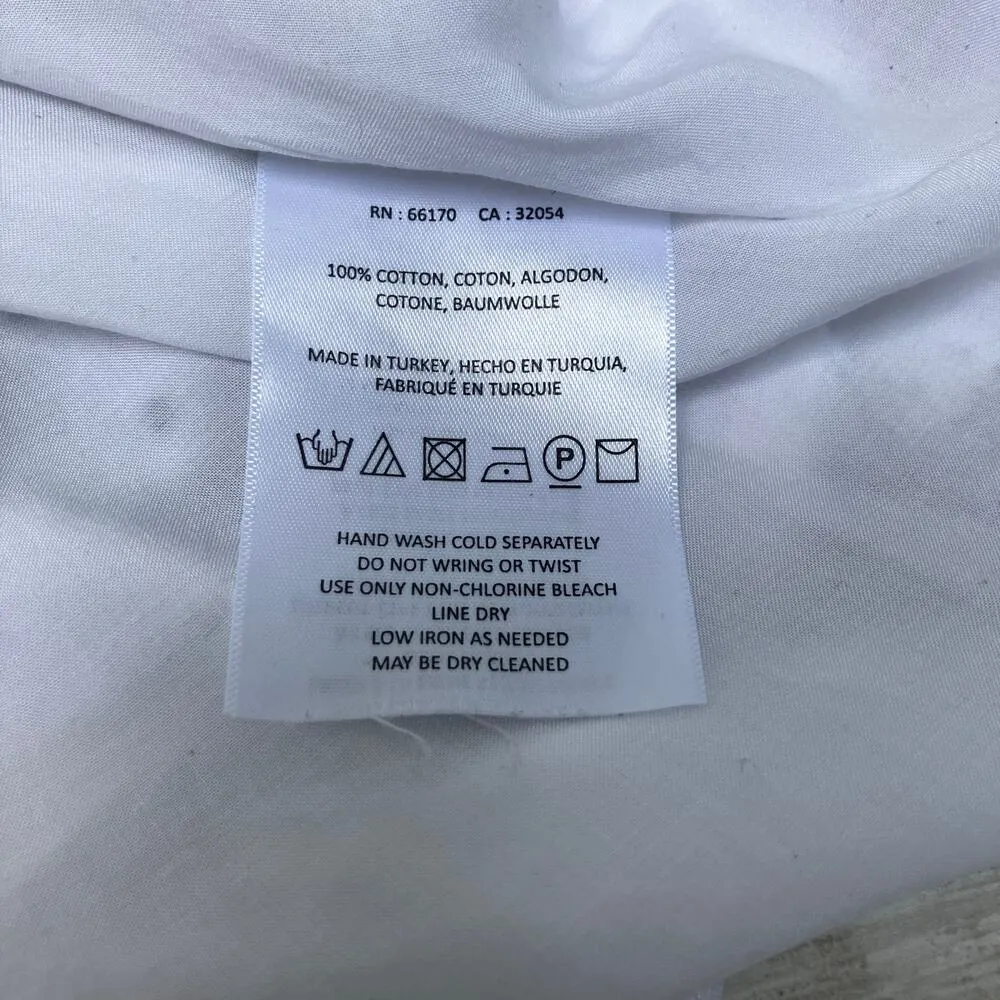 RN : 66170 CA : 32054
100% COTTON, COTON, ALGODON,
COTONE, BAUMWOLLE
MADE IN TURKEY, HECHO EN TURQUIA,
FABRIQUÉ EN TURQUIE
P
HAND WASH COLD SEPARATELY
DO NOT WRING OR TWIST
USE ONLY NON-CHLORINE BLEACH
LINE DRY
LOW IRON AS NEEDED
MAY BE DRY CLEANED